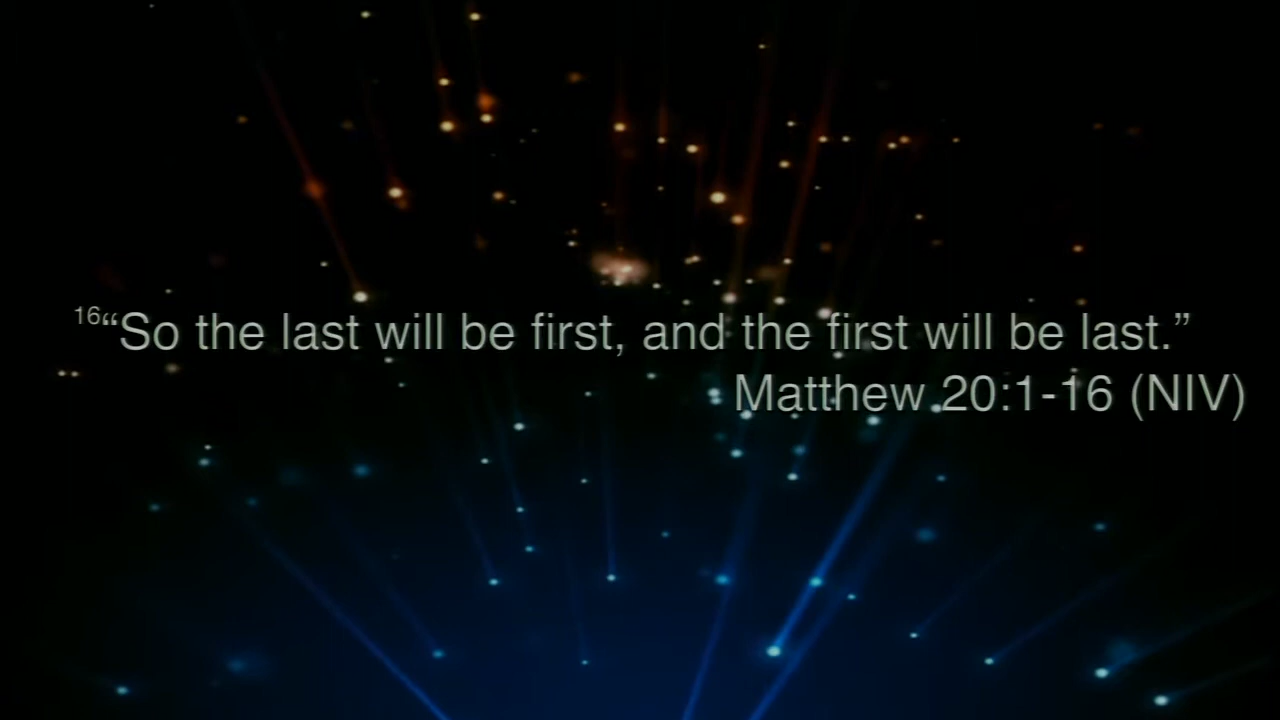 16“So the last will be first, and the first will be last.”
Matthew 20:1-16 (NIV)